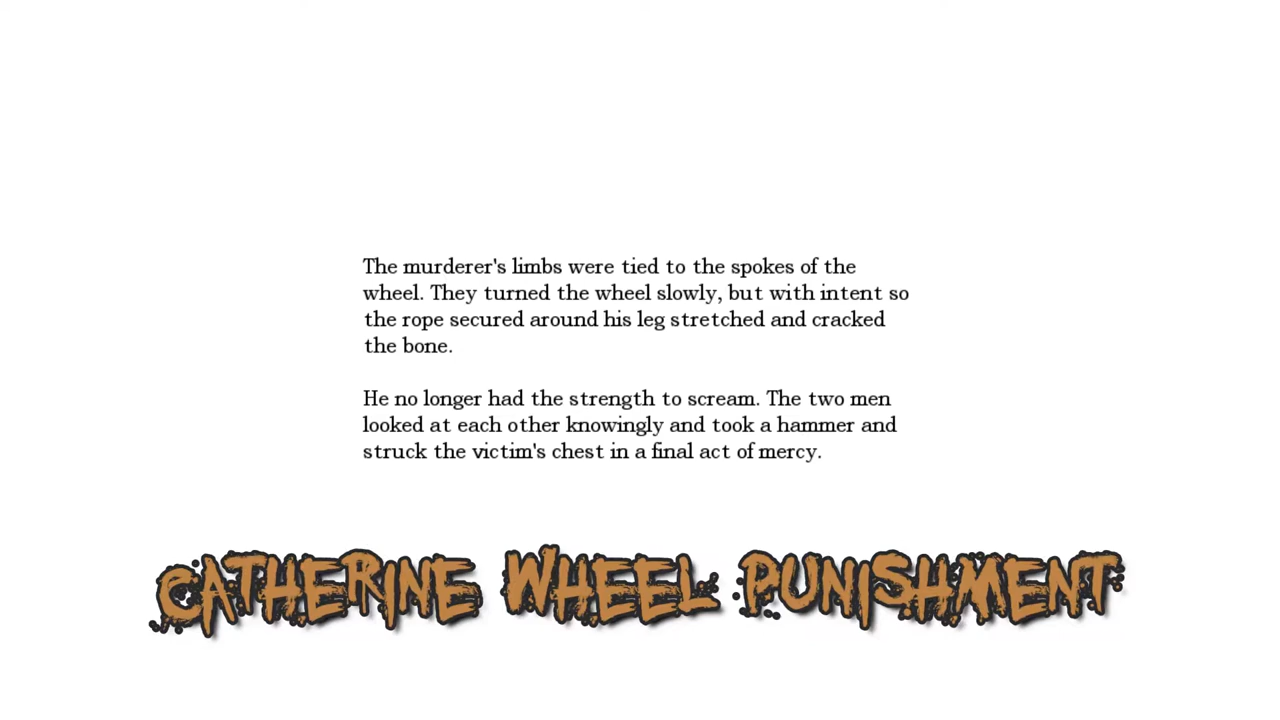 The murderer's limbs were tied to the spokes of the
wheel. They turned the wheel slowly, but with intent so
the rope secured around his leg stretched and cracked
the bone.
He no longer had the strength to scream. The two men
looked at each other knowingly and took a hammer and
struck the victim's chest in a final act of mercy.
CATHERINE WHEEL PUNISHMENT